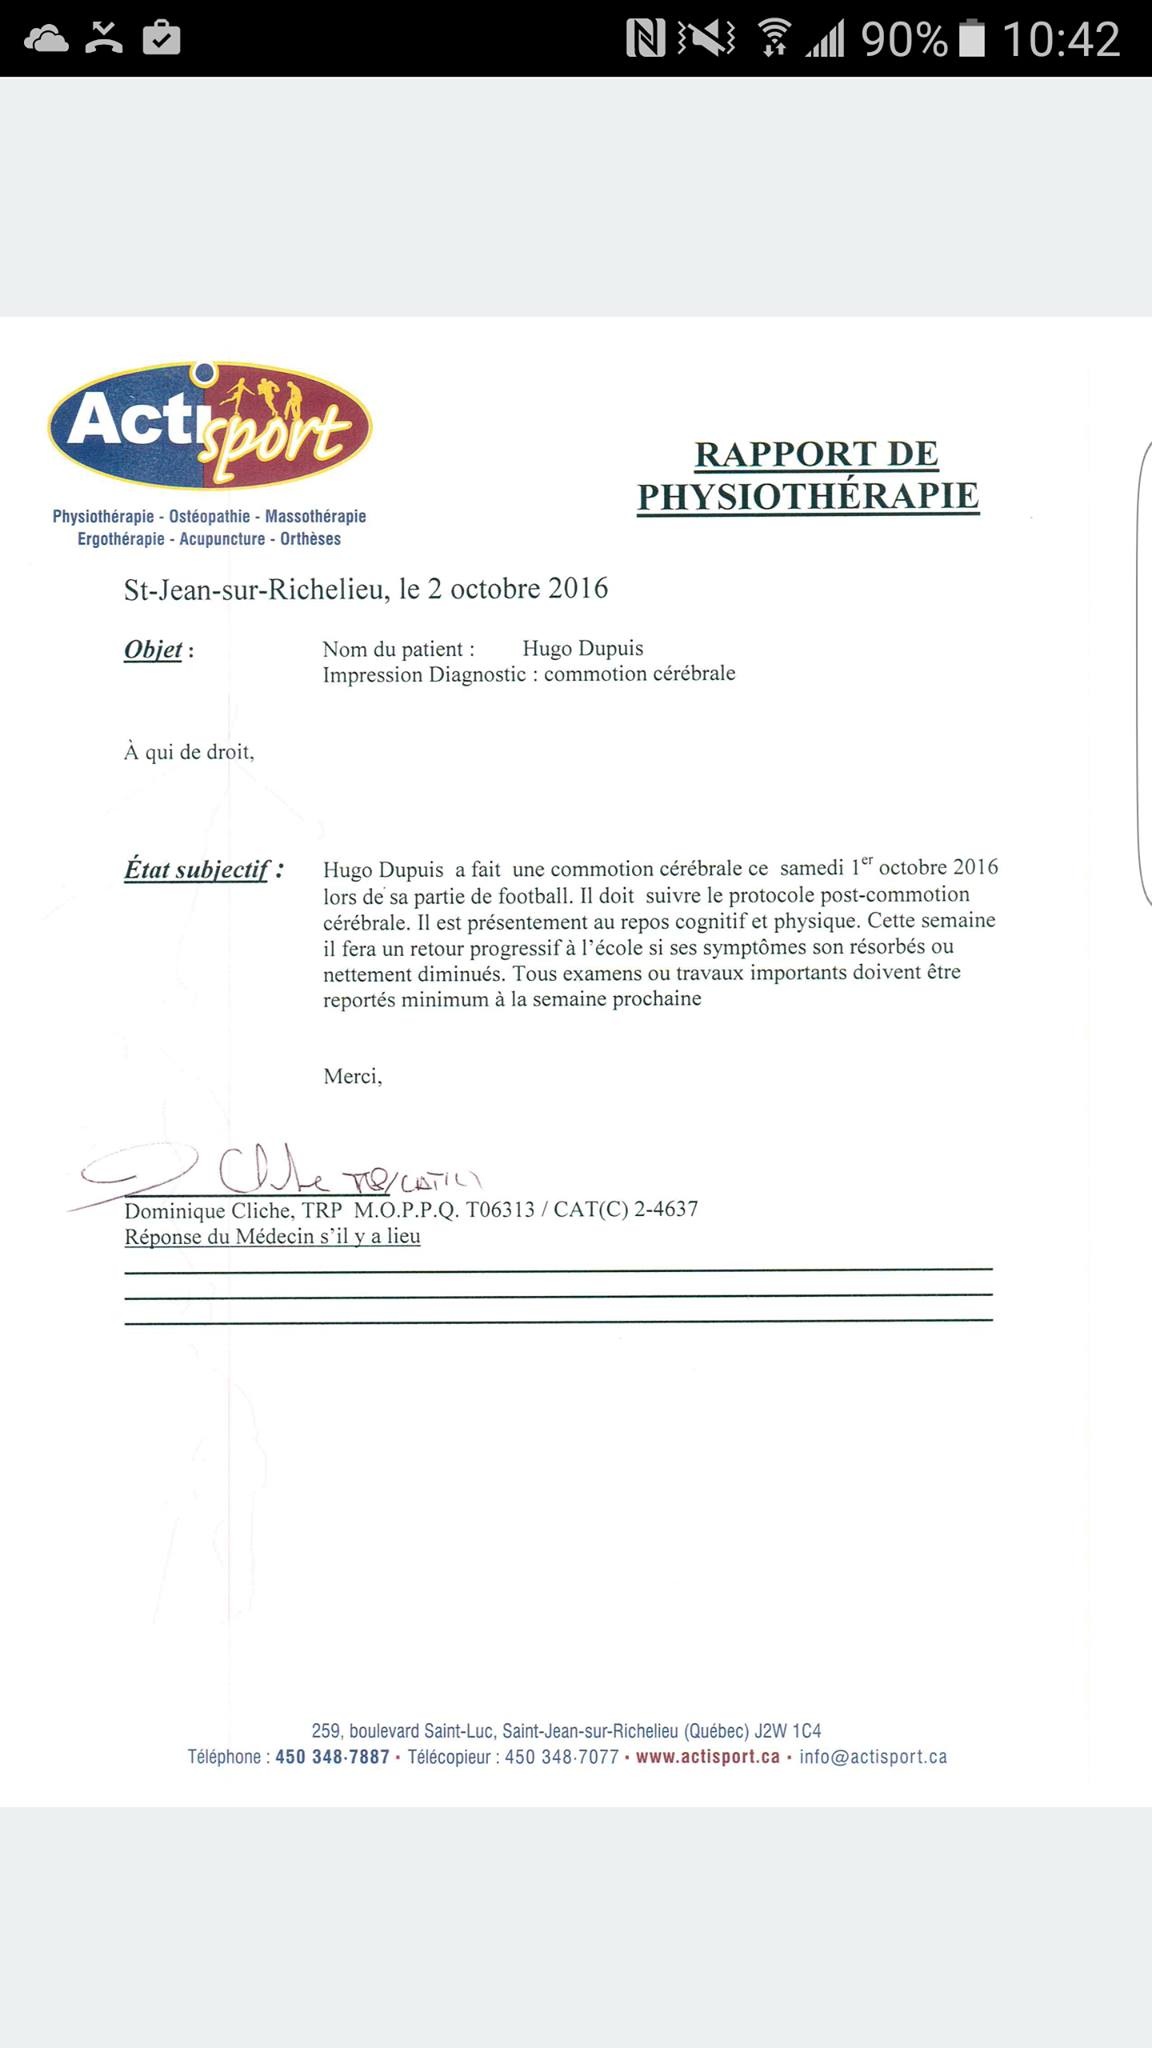 90% 10:42
Actisport
RAPPORT DE
PHYSIOTHÉRAPIE
Physiothérapie - Ostéopathie - Massothérapie
Ergothérapie - Acupuncture - Orthèses
St-Jean-sur-Richelieu, le 2 octobre 2016
Objet : Nom du patient : Hugo Dupuis
Impression Diagnostic : commotion cérébrale
À qui de droit,
État subjectif : Hugo Dupuis a fait une commotion cérébrale ce samedi 1er octobre 2016
lors de sa partie de football. Il doit suivre le protocole post-commotion
cérébrale. Il est présentement au repos cognitif et physique. Cette semaine
il fera un retour progressif à l'école si ses symptômes son résorbés ou
nettement diminués. Tous examens ou travaux importants doivent être
reportés minimum à la semaine prochaine
Merci,
Dominique Cliche, TRP M.O.P.P.Q. T06313 / CAT(C) 2-4637
Réponse du Médecin s'il y a lieu
259, boulevard Saint-Luc, Saint-Jean-sur-Richelieu (Québec) J2W 1C4
Téléphone : 450 348-7887 • Télécopieur : 450 348-7077 • www.actisport.ca • info@actisport.ca